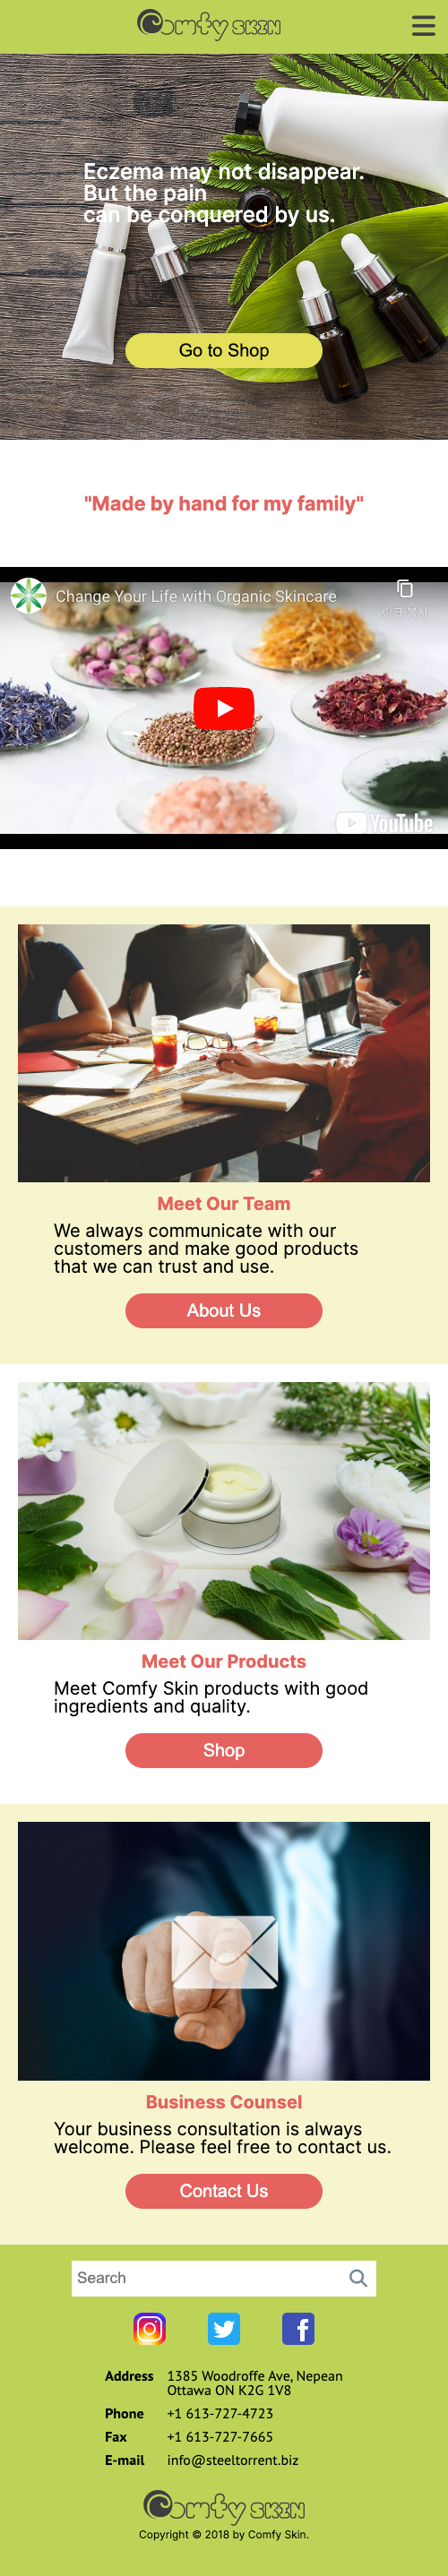 Comfy SKIN
Eczema may not disappear.
But the pain
can be conquered by us.
Go to Shop
"Made by hand for my family"
Change Your Life with Organic Skincare
링크 복사
YouTube
Meet Our Team
We always communicate with our
customers and make good products
that we can trust and use.
About Us
Meet Our Products
Meet Comfy Skin products with good
ingredients and quality.
Shop
Business Counsel
Your business consultation is always
welcome. Please feel free to contact us.
Contact Us
Search
Address 1385 Woodroffe Ave, Nepean
Ottawa ON K2G 1V8
Phone +1 613-727-4723
Fax +1 613-727-7665
E-mail info@steeltorrent.biz
Comfy SKIN
Copyright © 2018 by Comfy Skin.